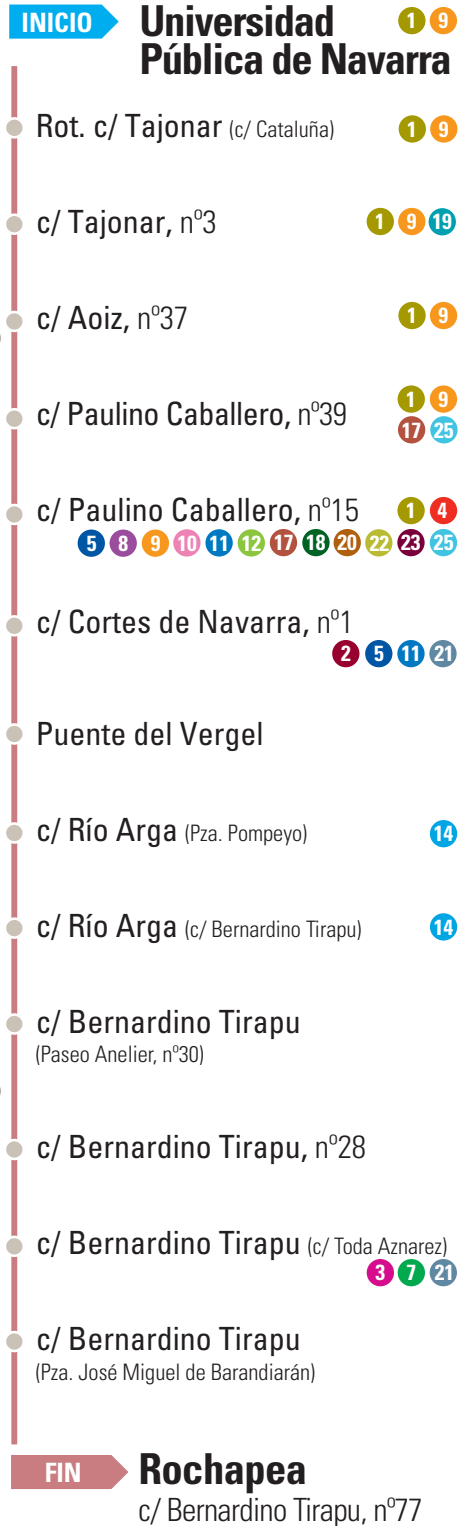 INICIO Universidad 1 9
Pública de Navarra
Rot. c/ Tajonar (c/ Cataluña) 1 9
c/ Tajonar, nº3 1 9 19
c/ Aoiz, nº37 1 9
c/ Paulino Caballero, nº39 1 9
17 25
c/ Paulino Caballero, nº15 1 4
5 8 9 10 11 12 17 18 20 22 23 25
c/ Cortes de Navarra, nº1
2 5 11 21
Puente del Vergel
c/ Río Arga (Pza. Pompeyo) 14
c/ Río Arga (c/ Bernardino Tirapu) 14
c/ Bernardino Tirapu
(Paseo Anelier, nº30)
c/ Bernardino Tirapu, nº28
c/ Bernardino Tirapu (c/ Toda Aznarez)
3 7 21
c/ Bernardino Tirapu
(Pza. José Miguel de Barandiarán)
FIN Rochapea
c/ Bernardino Tirapu, nº77